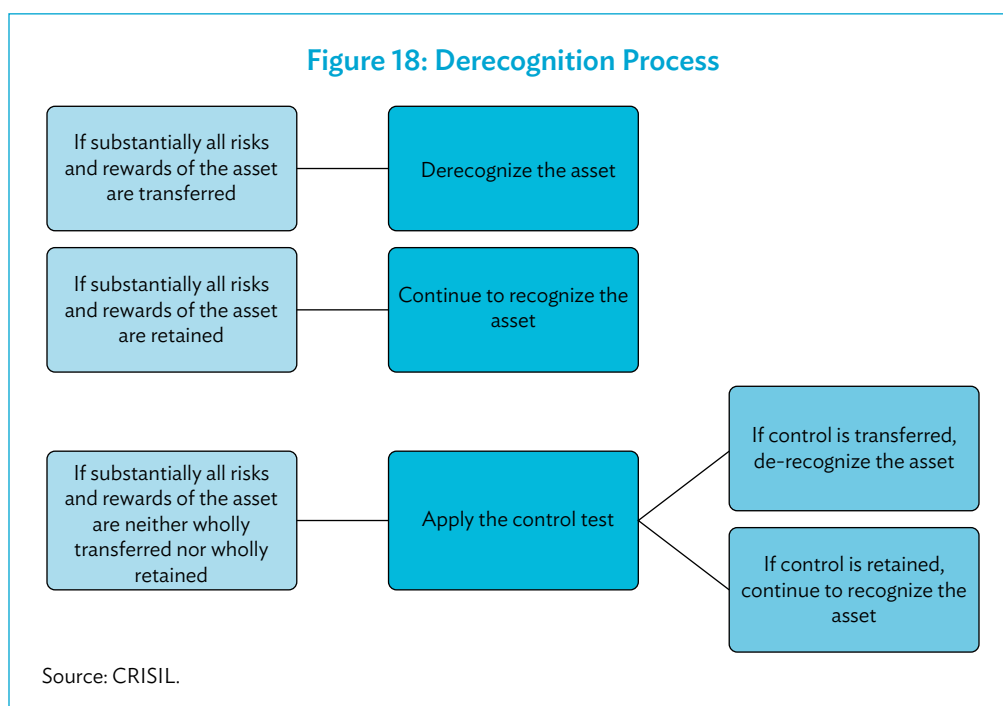 Figure 18: Derecognition Process
If substantially all risks
and rewards of the asset
are transferred
Derecognize the asset
If substantially all risks
and rewards of the asset
are retained
Continue to recognize the
asset
If substantially all risks
and rewards of the asset
are neither wholly
transferred nor wholly
retained
Apply the control test
If control is transferred,
de-recognize the asset
If control is retained,
continue to recognize the
asset
Source: CRISIL.